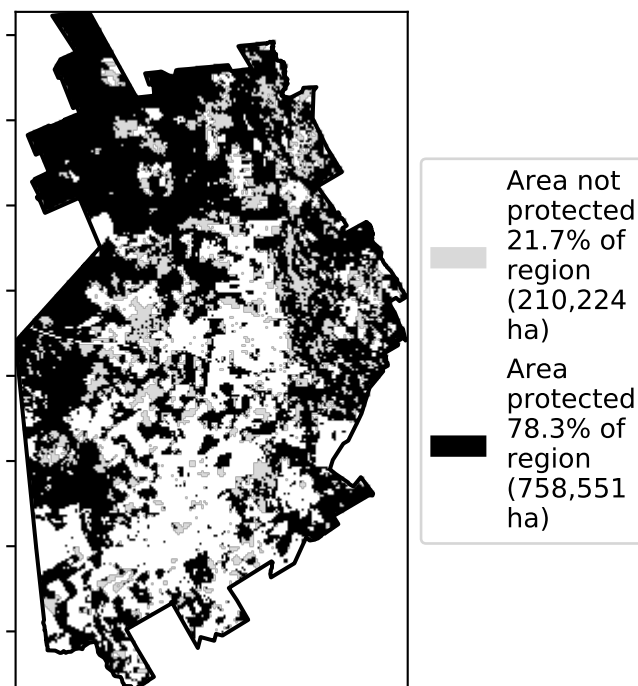 Area not
protected
21.7% of
region
(210,224
ha)
Area
protected
78.3% of
region
(758,551
ha)